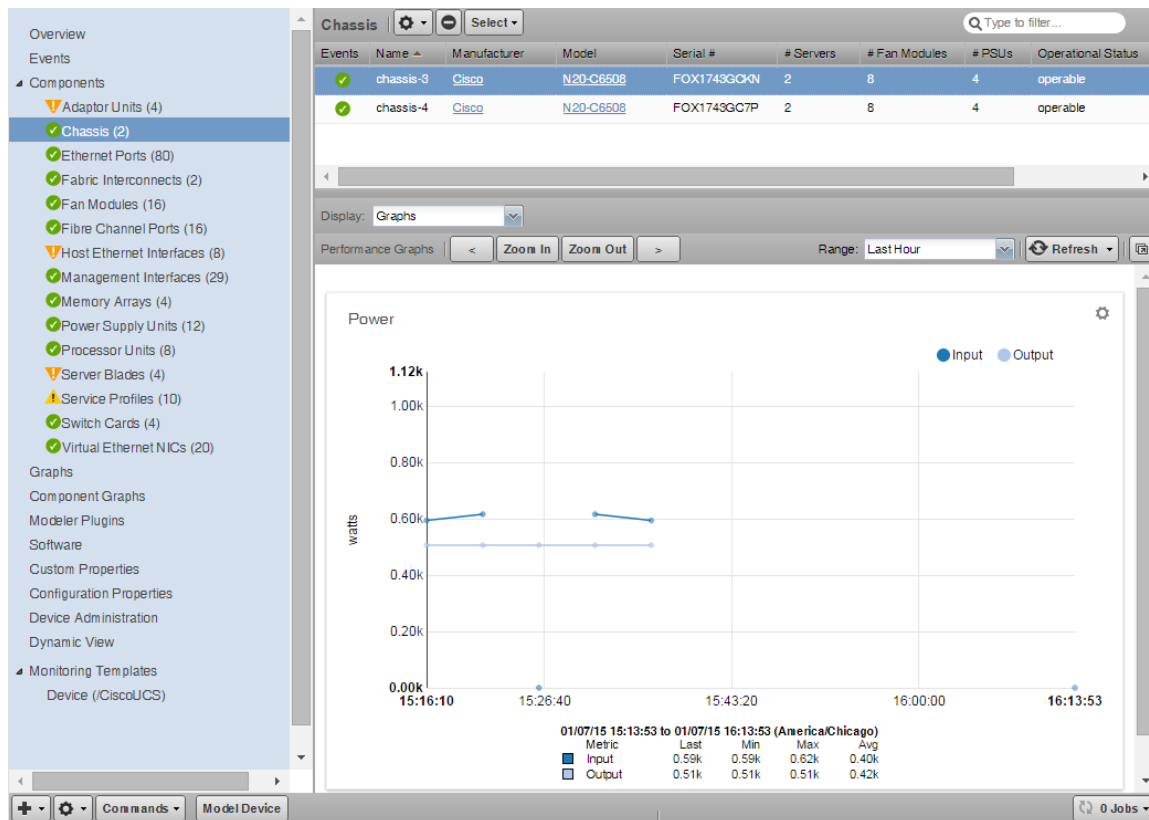 Overview
Events
Components
Adaptor Units (4)
Chassis (2)
Ethernet Ports (80)
Fabric Interconnects (2)
Fan Modules (16)
Fibre Channel Ports (16)
Host Ethernet Interfaces (8)
Management Interfaces (29)
Memory Arrays (4)
Power Supply Units (12)
Processor Units (8)
Server Blades (4)
Service Profiles (10)
Switch Cards (4)
Virtual Ethernet NICs (20)
Graphs
Component Graphs
Modeler Plugins
Software
Custom Properties
Configuration Properties
Device Administration
Dynamic View
Monitoring Templates
Device (/CiscoUCS)
Chassis Select Type to filter...
Events Name Manufacturer Model Serial # # Servers # Fan Modules # PSUs Operational Status
chassis-3 Cisco N20-C6508 FOX1743GCKN 2 8 4 operable
chassis-4 Cisco N20-C6508 FOX1743GC7P 2 8 4 operable
Display: Graphs
Performance Graphs < Zoom In Zoom Out > Range: Last Hour Refresh
Power
Input Output
1.12k
1.00k
0.80k
0.60k
0.40k
0.20k
0.00k
watts
15:16:10 15:26:40 15:43:20 16:00:00 16:13:53
01/07/15 15:13:53 to 01/07/15 16:13:53 (America/Chicago)
Metric Last Min Max Avg
Input 0.59k 0.59k 0.62k 0.40k
Output 0.51k 0.51k 0.51k 0.42k
Commands Model Device 0 Jobs